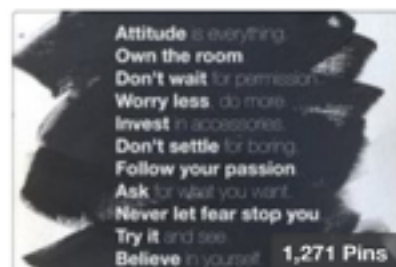 Attitude is everything.
Own the room
Don't wait for permission.
Worry less, do more.
Invest in accessories.
Don't settle for boring.
Follow your passion
Ask for what you want.
Never let fear stop you
Try it and see.
Believe in yourself.
1,271 Pins